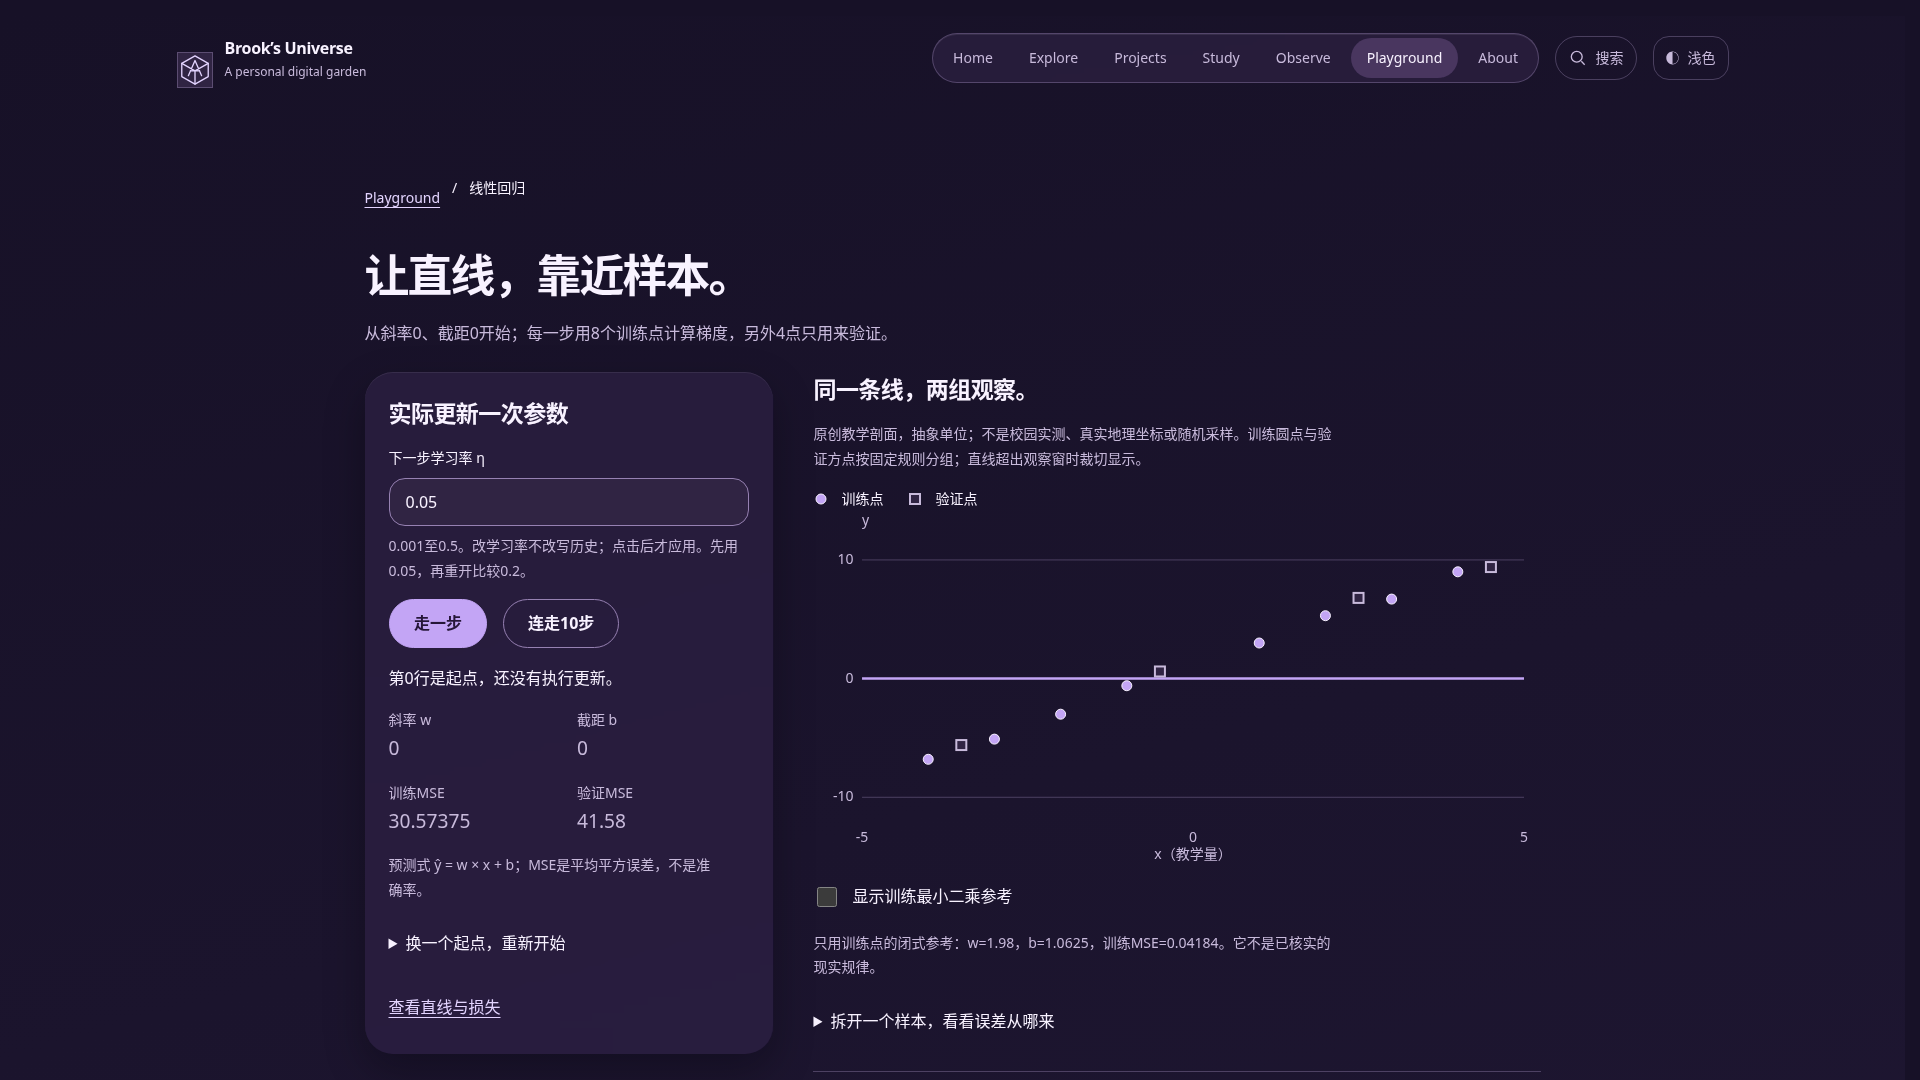 Brook’s Universe
A personal digital garden
Home
Explore
Projects
Study
Observe
Playground
About
搜索
浅色
Playground / 线性回归
让直线，靠近样本。
从斜率0、截距0开始；每一步用8个训练点计算梯度，另外4点只用来验证。
实际更新一次参数
下一步学习率 η
0.05
0.001至0.5。改学习率不改写历史；点击后才应用。先用
0.05，再重开比较0.2。
走一步
连走10步
第0行是起点，还没有执行更新。
斜率 w
截距 b
0
0
训练MSE
验证MSE
30.57375
41.58
预测式 ŷ = w × x + b；MSE是平均平方误差，不是准
确率。
换一个起点，重新开始
查看直线与损失
同一条线，两组观察。
原创教学剖面，抽象单位；不是校园实测、真实地理坐标或随机采样。训练圆点与验
证方点按固定规则分组；直线超出观察窗时裁切显示。
训练点
验证点
y
10
0
-10
-5
0
5
x（教学量）
显示训练最小二乘参考
只用训练点的闭式参考：w=1.98，b=1.0625，训练MSE=0.04184。它不是已核实的
现实规律。
拆开一个样本，看看误差从哪来